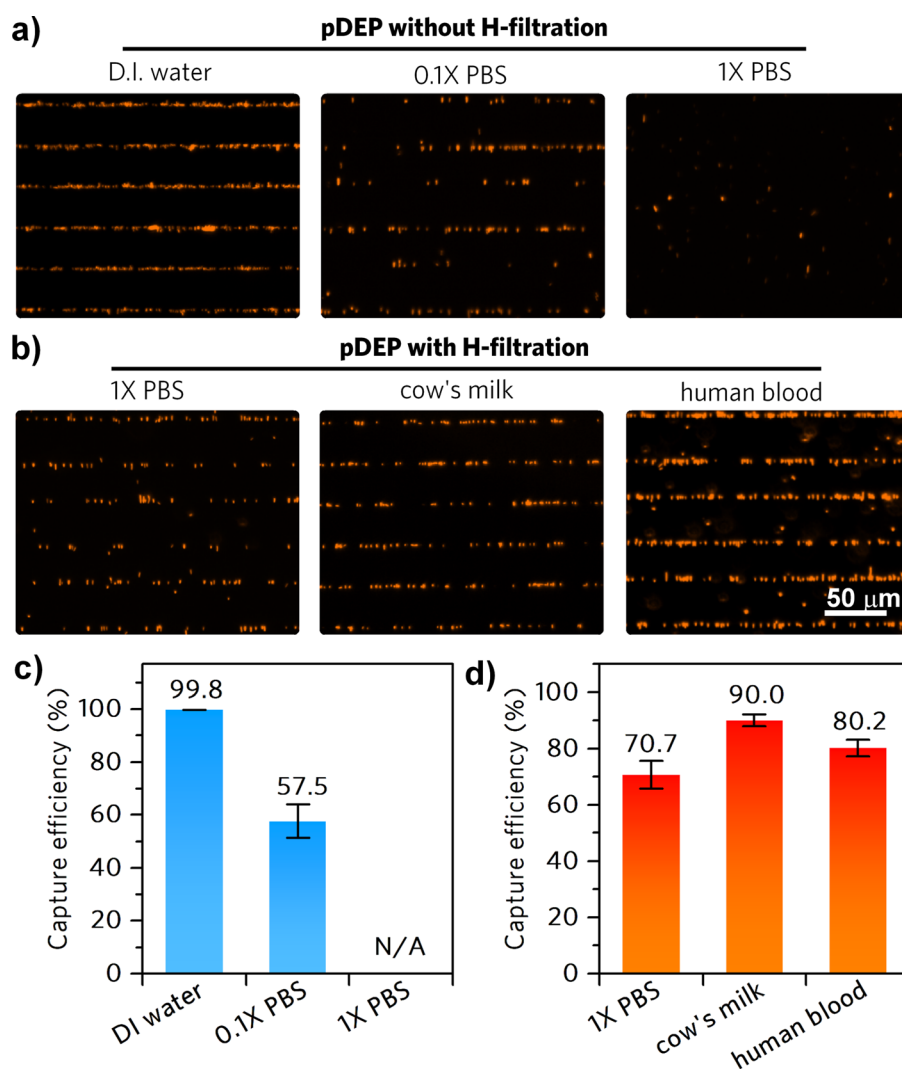 a)
pDEP without H-filtration
D.I. water
0.1X PBS
1X PBS
b)
pDEP with H-filtration
1X PBS
cow's milk
human blood
50 μm
c)
Capture efficiency (%)
100
80
60
40
20
0
99.8
57.5
N/A
DI water
0.1X PBS
1X PBS
d)
Capture efficiency (%)
100
80
60
40
20
0
70.7
90.0
80.2
1X PBS
cow's milk
human blood